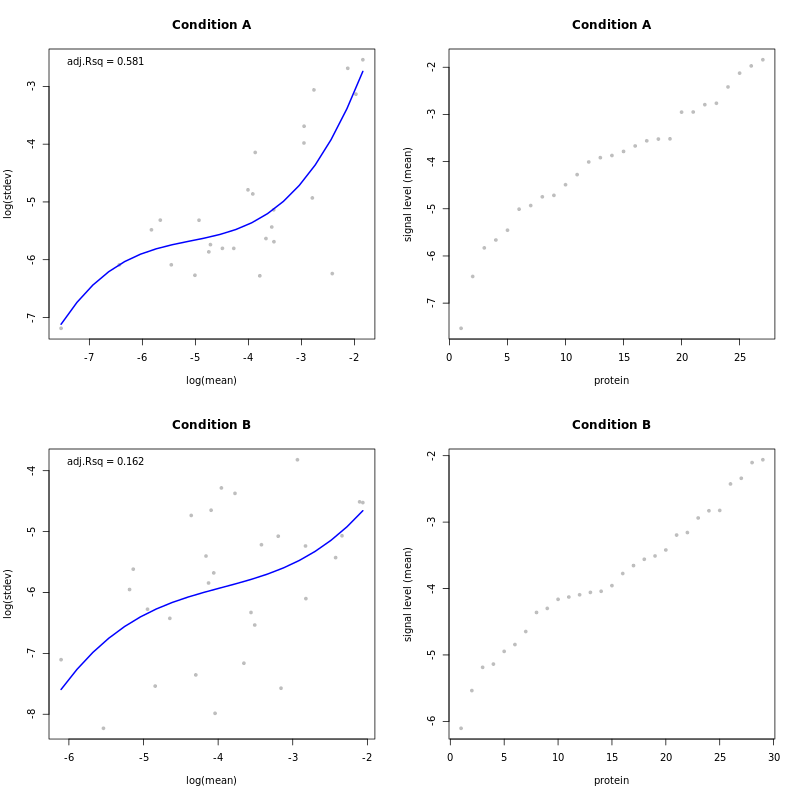 Condition A
adj.Rsq = 0.581
log(stdev)
-3
-4
-5
-6
-7
-7 -6 -5 -4 -3 -2
log(mean)
Condition A
signal level (mean)
-2
-3
-4
-5
-6
-7
0 5 10 15 20 25
protein
Condition B
adj.Rsq = 0.162
log(stdev)
-4
-5
-6
-7
-8
-6 -5 -4 -3 -2
log(mean)
Condition B
signal level (mean)
-2
-3
-4
-5
-6
0 5 10 15 20 25 30
protein